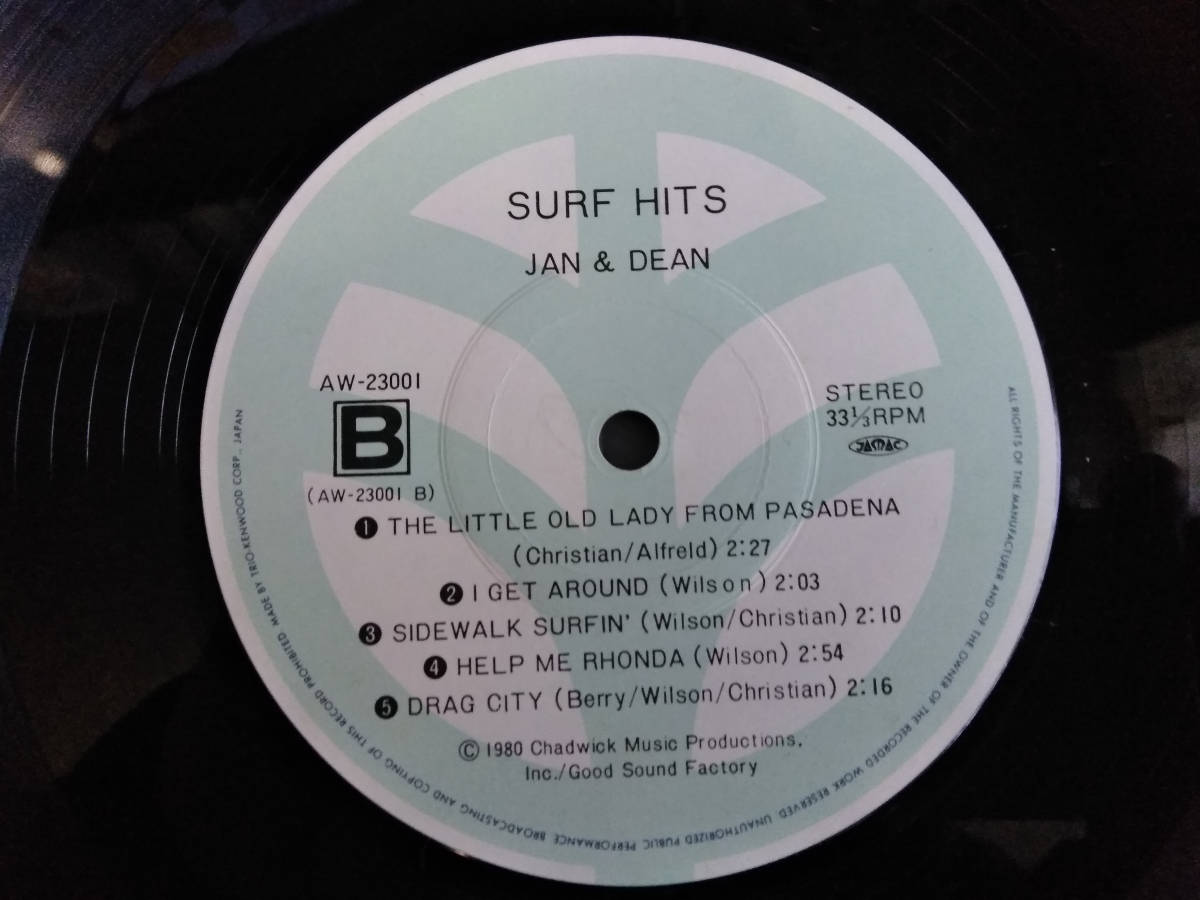 SURF HITS
JAN & DEAN
AW-23001
B
(AW-23001 B)
STEREO
33⅓RPM
JASRAC
❶ THE LITTLE OLD LADY FROM PASADENA
(Christian/Alfreld) 2:27
❷ I GET AROUND (Wilson) 2:03
❸ SIDEWALK SURFIN' (Wilson/Christian) 2:10
❹ HELP ME RHONDA (Wilson) 2:54
❺ DRAG CITY (Berry/Wilson/Christian) 2:16
© 1980 Chadwick Music Productions.
Inc./Good Sound Factory
ALL RIGHTS OF THE MANUFACTURER AND OF THE OWNER OF THE RECORDED WORK RESERVED. UNAUTHORIZED PUBLIC PERFORMANCE BROADCASTING AND COPYING OF THIS RECORD PROHIBITED. MADE BY TRIO-KENWOOD CORP., JAPAN